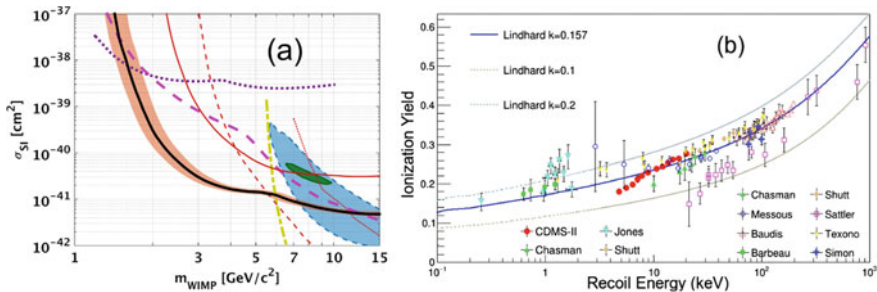 (a)
10⁻³⁷
10⁻³⁸
10⁻³⁹
10⁻⁴⁰
10⁻⁴¹
10⁻⁴²
σSI [cm²]
1 2 3 5 7 10 15
mWIMP [GeV/c²]
(b)
Ionization Yield
0.6
0.5
0.4
0.3
0.2
0.1
0
Lindhard k=0.157
Lindhard k=0.1
Lindhard k=0.2
CDMS-II
Chasman
Jones
Shutt
Chasman
Messous
Baudis
Barbeau
Shutt
Sattler
Texono
Simon
10⁻¹ 1 10 10² 10³
Recoil Energy (keV)